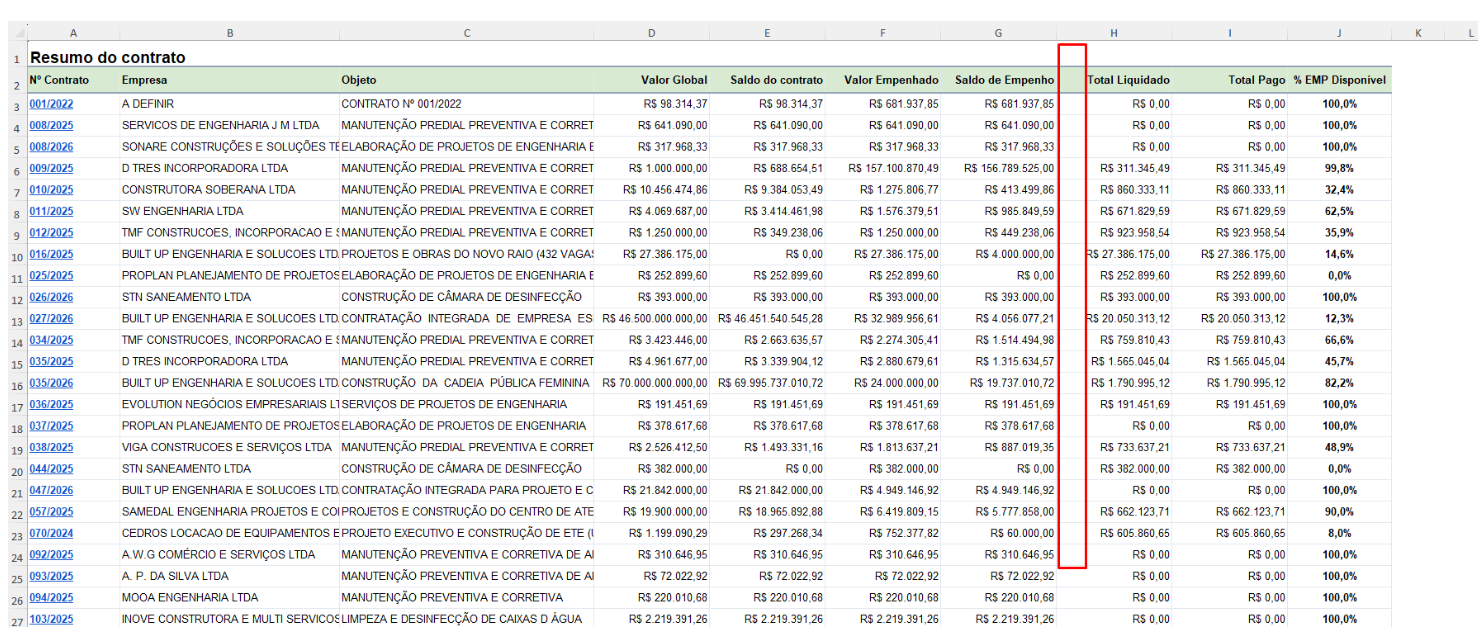 A B C D E F G H I J K L
1 Resumo do contrato
2 Nº Contrato Empresa Objeto Valor Global Saldo do contrato Valor Empenhado Saldo de Empenho Total Liquidado Total Pago % EMP Disponível
3 001/2022 A DEFINIR CONTRATO Nº 001/2022 R$ 98.314,37 R$ 98.314,37 R$ 681.937,85 R$ 681.937,85 R$ 0,00 R$ 0,00 100,0%
4 008/2025 SERVICOS DE ENGENHARIA J M LTDA MANUTENÇÃO PREDIAL PREVENTIVA E CORRET R$ 641.090,00 R$ 641.090,00 R$ 641.090,00 R$ 641.090,00 R$ 0,00 R$ 0,00 100,0%
5 008/2026 SONARE CONSTRUÇÕES E SOLUÇÕES TE ELABORAÇÃO DE PROJETOS DE ENGENHARIA E R$ 317.968,33 R$ 317.968,33 R$ 317.968,33 R$ 317.968,33 R$ 0,00 R$ 0,00 100,0%
6 009/2025 D TRES INCORPORADORA LTDA MANUTENÇÃO PREDIAL PREVENTIVA E CORRET R$ 1.000.000,00 R$ 688.654,51 R$ 157.100.870,49 R$ 156.789.525,00 R$ 311.345,49 R$ 311.345,49 99,8%
7 010/2025 CONSTRUTORA SOBERANA LTDA MANUTENÇÃO PREDIAL PREVENTIVA E CORRET R$ 10.456.474,86 R$ 9.384.053,49 R$ 1.275.806,77 R$ 413.499,86 R$ 860.333,11 R$ 860.333,11 32,4%
8 011/2025 SW ENGENHARIA LTDA MANUTENÇÃO PREDIAL PREVENTIVA E CORRET R$ 4.069.687,00 R$ 3.414.461,98 R$ 1.576.379,51 R$ 985.849,59 R$ 671.829,59 R$ 671.829,59 62,5%
9 012/2025 TMF CONSTRUCOES, INCORPORACAO E MANUTENÇÃO PREDIAL PREVENTIVA E CORRET R$ 1.250.000,00 R$ 349.238,06 R$ 1.250.000,00 R$ 449.238,06 R$ 923.958,54 R$ 923.958,54 35,9%
10 016/2025 BUILT UP ENGENHARIA E SOLUCOES LTD PROJETOS E OBRAS DO NOVO RAIO (432 VAGAS R$ 27.386.175,00 R$ 0,00 R$ 27.386.175,00 R$ 4.000.000,00 R$ 27.386.175,00 R$ 27.386.175,00 14,6%
11 025/2025 PROPLAN PLANEJAMENTO DE PROJETOS ELABORAÇÃO DE PROJETOS DE ENGENHARIA E R$ 252.899,60 R$ 252.899,60 R$ 252.899,60 R$ 0,00 R$ 252.899,60 R$ 252.899,60 0,0%
12 026/2026 STN SANEAMENTO LTDA CONSTRUÇÃO DE CÂMARA DE DESINFECÇÃO R$ 393.000,00 R$ 393.000,00 R$ 393.000,00 R$ 393.000,00 R$ 393.000,00 R$ 393.000,00 100,0%
13 027/2026 BUILT UP ENGENHARIA E SOLUCOES LTD CONTRATAÇÃO INTEGRADA DE EMPRESA ES R$ 46.500.000.000,00 R$ 46.451.540.545,28 R$ 32.989.956,61 R$ 4.056.077,21 R$ 20.050.313,12 R$ 20.050.313,12 12,3%
14 034/2025 TMF CONSTRUCOES, INCORPORACAO E MANUTENÇÃO PREDIAL PREVENTIVA E CORRET R$ 3.423.446,00 R$ 2.663.635,57 R$ 2.274.305,41 R$ 1.514.494,98 R$ 759.810,43 R$ 759.810,43 66,6%
15 035/2025 D TRES INCORPORADORA LTDA MANUTENÇÃO PREDIAL PREVENTIVA E CORRET R$ 4.961.677,00 R$ 3.339.904,12 R$ 2.880.679,61 R$ 1.315.634,57 R$ 1.565.045,04 R$ 1.565.045,04 45,7%
16 035/2026 BUILT UP ENGENHARIA E SOLUCOES LTD CONSTRUÇÃO DA CADEIA PÚBLICA FEMININA R$ 70.000.000.000,00 R$ 69.995.737.010,72 R$ 24.000.000,00 R$ 19.737.010,72 R$ 1.790.995,12 R$ 1.790.995,12 82,2%
17 036/2025 EVOLUTION NEGÓCIOS EMPRESARIAIS LT SERVIÇOS DE PROJETOS DE ENGENHARIA R$ 191.451,69 R$ 191.451,69 R$ 191.451,69 R$ 191.451,69 R$ 191.451,69 R$ 191.451,69 100,0%
18 037/2025 PROPLAN PLANEJAMENTO DE PROJETOS ELABORAÇÃO DE PROJETOS DE ENGENHARIA R$ 378.617,68 R$ 378.617,68 R$ 378.617,68 R$ 378.617,68 R$ 0,00 R$ 0,00 100,0%
19 038/2025 VIGA CONSTRUCOES E SERVIÇOS LTDA MANUTENÇÃO PREDIAL PREVENTIVA E CORRET R$ 2.526.412,50 R$ 1.493.331,16 R$ 1.813.637,21 R$ 887.019,35 R$ 733.637,21 R$ 733.637,21 48,9%
20 044/2025 STN SANEAMENTO LTDA CONSTRUÇÃO DE CÂMARA DE DESINFECÇÃO R$ 382.000,00 R$ 0,00 R$ 382.000,00 R$ 0,00 R$ 382.000,00 R$ 382.000,00 0,0%
21 047/2026 BUILT UP ENGENHARIA E SOLUCOES LTD CONTRATAÇÃO INTEGRADA PARA PROJETO E C R$ 21.842.000,00 R$ 21.842.000,00 R$ 4.949.146,92 R$ 4.949.146,92 R$ 0,00 R$ 0,00 100,0%
22 057/2025 SAMEDAL ENGENHARIA PROJETOS E CO PROJETOS E CONSTRUÇÃO DO CENTRO DE ATE R$ 19.900.000,00 R$ 18.965.892,88 R$ 6.419.809,15 R$ 5.777.858,00 R$ 662.123,71 R$ 662.123,71 90,0%
23 070/2024 CEDROS LOCACAO DE EQUIPAMENTOS E PROJETO EXECUTIVO E CONSTRUÇÃO DE ETE (U R$ 1.199.090,29 R$ 297.268,34 R$ 752.377,82 R$ 60.000,00 R$ 605.860,65 R$ 605.860,65 8,0%
24 092/2025 A.W.G COMÉRCIO E SERVIÇOS LTDA MANUTENÇÃO PREVENTIVA E CORRETIVA DE A R$ 310.646,95 R$ 310.646,95 R$ 310.646,95 R$ 310.646,95 R$ 0,00 R$ 0,00 100,0%
25 093/2025 A. P. DA SILVA LTDA MANUTENÇÃO PREVENTIVA E CORRETIVA DE A R$ 72.022,92 R$ 72.022,92 R$ 72.022,92 R$ 72.022,92 R$ 0,00 R$ 0,00 100,0%
26 094/2025 MOOA ENGENHARIA LTDA MANUTENÇÃO PREVENTIVA E CORRETIVA R$ 220.010,68 R$ 220.010,68 R$ 220.010,68 R$ 220.010,68 R$ 0,00 R$ 0,00 100,0%
27 103/2025 INOVE CONSTRUTORA E MULTI SERVICOS LIMPEZA E DESINFECÇÃO DE CAIXAS D ÁGUA R$ 2.219.391,26 R$ 2.219.391,26 R$ 2.219.391,26 R$ 2.219.391,26 R$ 0,00 R$ 0,00 100,0%